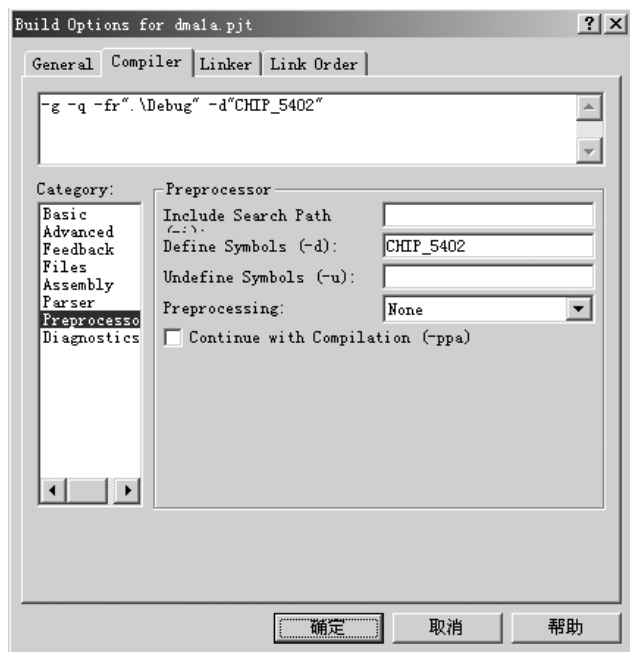 Build Options for dma1a.pjt
General Compiler Linker Link Order
-g -q -fr".\Debug" -d"CHIP_5402"
Category:
Basic
Advanced
Feedback
Files
Assembly
Parser
Preprocesso
Diagnostics
Preprocessor
Include Search Path
(-i):
Define Symbols (-d): CHIP_5402
Undefine Symbols (-u):
Preprocessing: None
Continue with Compilation (-ppa)
确定 取消 帮助